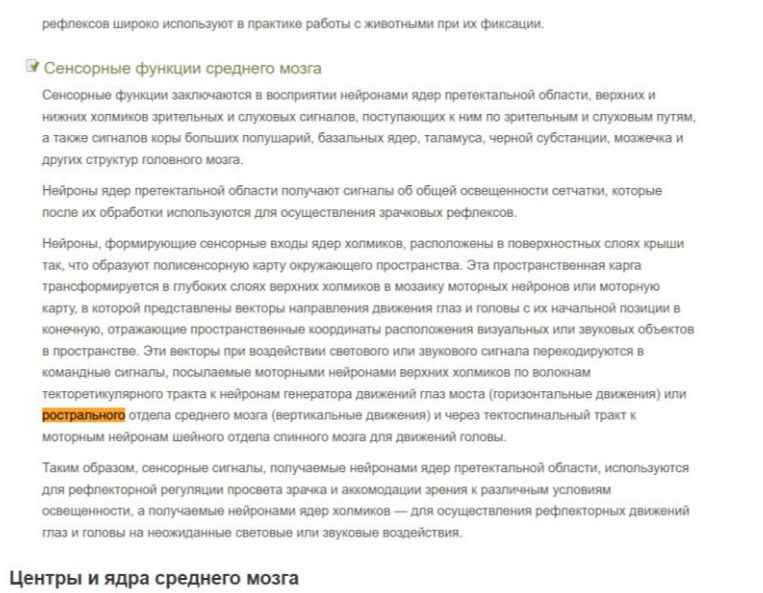 рефлексов широко используют в практике работы с животными при их фиксации.
Сенсорные функции среднего мозга
Сенсорные функции заключаются в восприятии нейронами ядер претектальной области, верхних и
нижних холмиков зрительных и слуховых сигналов, поступающих к ним по зрительным и слуховым путям,
а также сигналов коры больших полушарий, базальных ядер, таламуса, черной субстанции, мозжечка и
других структур головного мозга.
Нейроны ядер претектальной области получают сигналы об общей освещенности сетчатки, которые
после их обработки используются для осуществления зрачковых рефлексов.
Нейроны, формирующие сенсорные входы ядер холмиков, расположены в поверхностных слоях крыши
так, что образуют полисенсорную карту окружающего пространства. Эта пространственная карга
трансформируется в глубоких слоях верхних холмиков в мозаику моторных нейронов или моторную
карту, в которой представлены векторы направления движения глаз и головы с их начальной позиции в
конечную, отражающие пространственные координаты расположения визуальных или звуковых объектов
в пространстве. Эти векторы при воздействии светового или звукового сигнала перекодируются в
командные сигналы, посылаемые моторными нейронами верхних холмиков по волокнам
текторетикулярного тракта к нейронам генератора движений глаз моста (горизонтальные движения) или
рострального отдела среднего мозга (вертикальные движения) и через тектоспинальный тракт к
моторным нейронам шейного отдела спинного мозга для движений головы.
Таким образом, сенсорные сигналы, получаемые нейронами ядер претектальной области, используются
для рефлекторной регуляции просвета зрачка и аккомодации зрения к различным условиям
освещенности, а получаемые нейронами ядер холмиков — для осуществления рефлекторных движений
глаз и головы на неожиданные световые или звуковые воздействия.
Центры и ядра среднего мозга